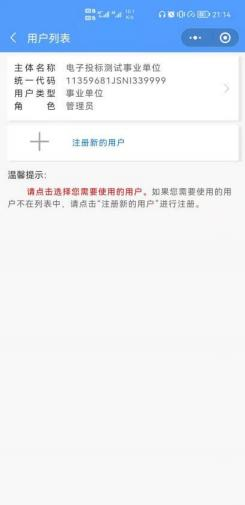 21:14
用户列表
主体名称 电子投标测试事业单位
统一代码 11359681JSNI339999
用户类型 事业单位
角色 管理员
注册新的用户
温馨提示:
请点击选择您需要使用的用户。如果您需要使用的用
户不在列表中，请点击“注册新的用户”进行注册。